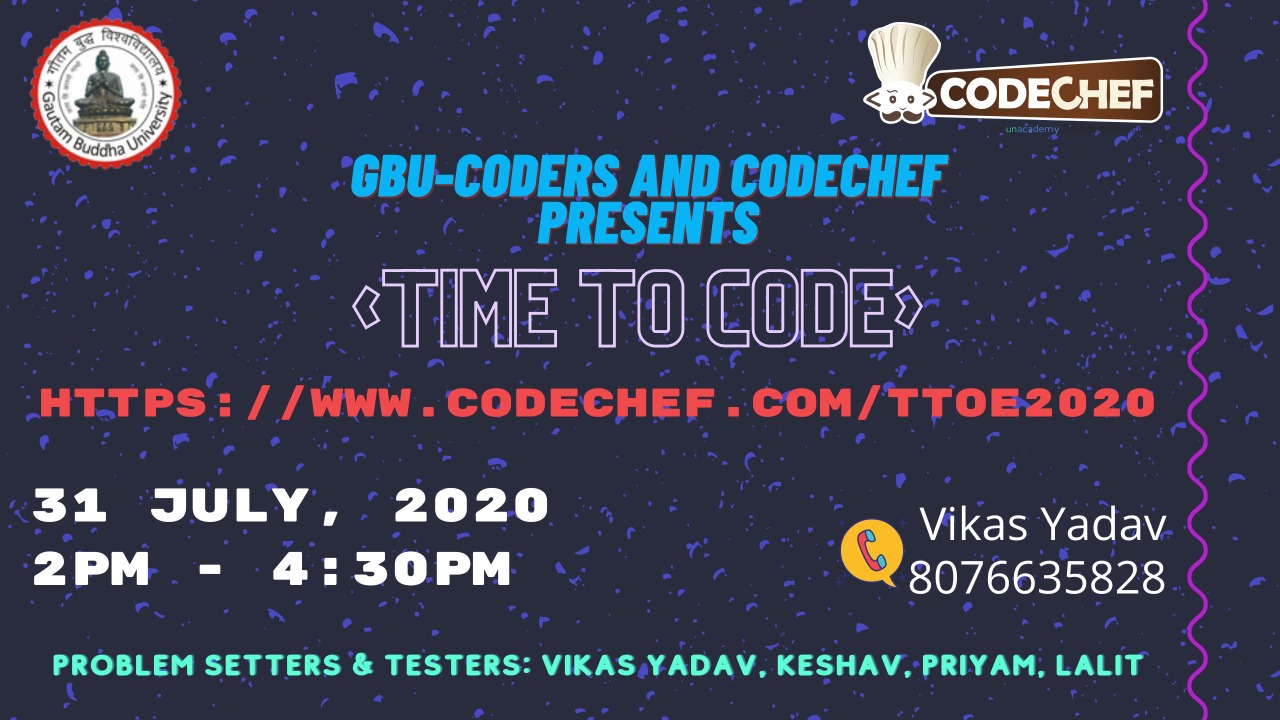 गौतम बुद्ध विश्वविद्यालय
Gautam Buddha University
CODECHEF
unacademy
GBU-CODERS AND CODECHEF
PRESENTS
<TIME TO CODE>
HTTPS://WWW.CODECHEF.COM/TTOE2020
31 JULY, 2020
2PM - 4:30PM
Vikas Yadav
8076635828
PROBLEM SETTERS & TESTERS: VIKAS YADAV, KESHAV, PRIYAM, LALIT